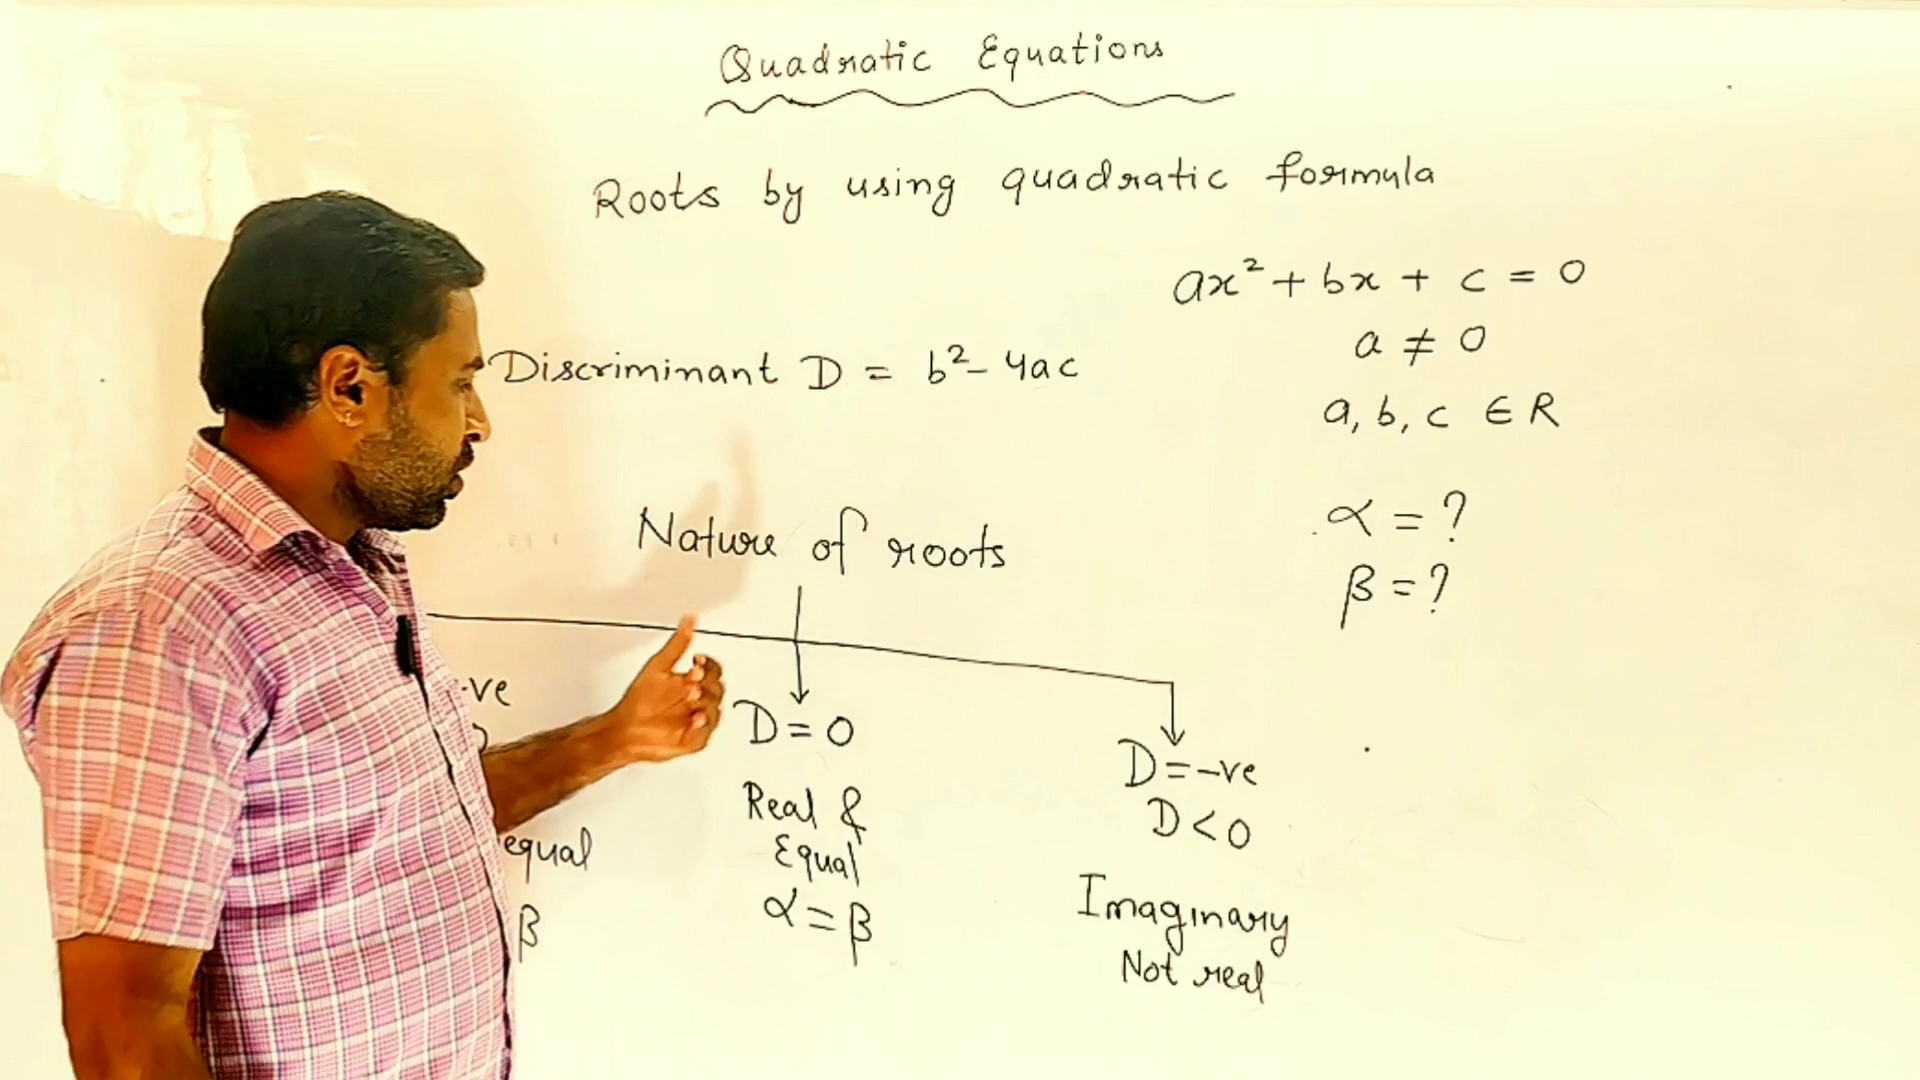 Quadratic Equations
Roots by using quadratic formula
ax² + bx + c = 0
a ≠ 0
a, b, c ∈ R
Discriminant D = b² - 4ac
α = ?
β = ?
Nature of roots
-ve
D = 0
Real &
Equal
α = β
equal
β
D = -ve
D < 0
Imaginary
Not real